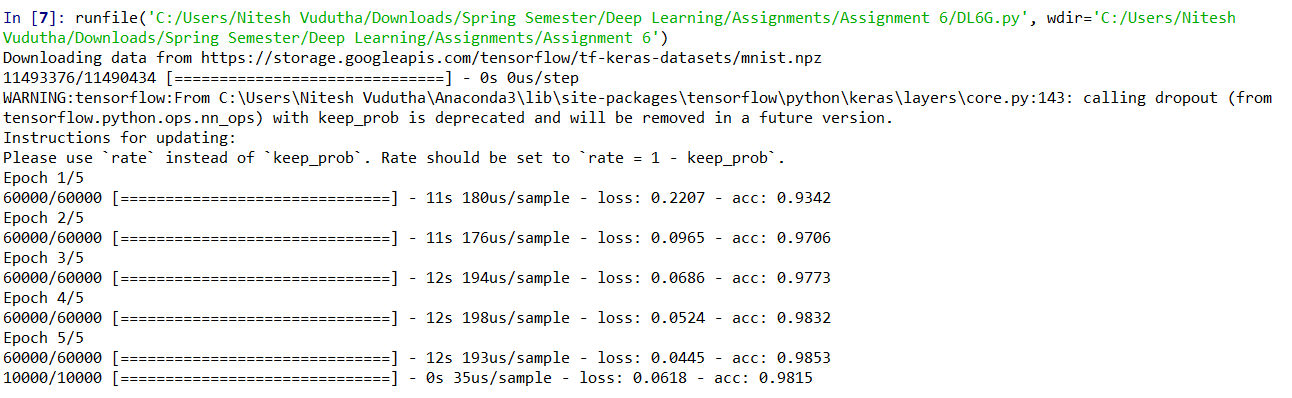 In [7]: runfile('C:/Users/Nitesh Vudutha/Downloads/Spring Semester/Deep Learning/Assignments/Assignment 6/DL6G.py', wdir='C:/Users/Nitesh
Vudutha/Downloads/Spring Semester/Deep Learning/Assignments/Assignment 6')
Downloading data from https://storage.googleapis.com/tensorflow/tf-keras-datasets/mnist.npz
11493376/11490434 [==============================] - 0s 0us/step
WARNING:tensorflow:From C:\Users\Nitesh Vudutha\Anaconda3\lib\site-packages\tensorflow\python\keras\layers\core.py:143: calling dropout (from
tensorflow.python.ops.nn_ops) with keep_prob is deprecated and will be removed in a future version.
Instructions for updating:
Please use `rate` instead of `keep_prob`. Rate should be set to `rate = 1 - keep_prob`.
Epoch 1/5
60000/60000 [==============================] - 11s 180us/sample - loss: 0.2207 - acc: 0.9342
Epoch 2/5
60000/60000 [==============================] - 11s 176us/sample - loss: 0.0965 - acc: 0.9706
Epoch 3/5
60000/60000 [==============================] - 12s 194us/sample - loss: 0.0686 - acc: 0.9773
Epoch 4/5
60000/60000 [==============================] - 12s 198us/sample - loss: 0.0524 - acc: 0.9832
Epoch 5/5
60000/60000 [==============================] - 12s 193us/sample - loss: 0.0445 - acc: 0.9853
10000/10000 [==============================] - 0s 35us/sample - loss: 0.0618 - acc: 0.9815